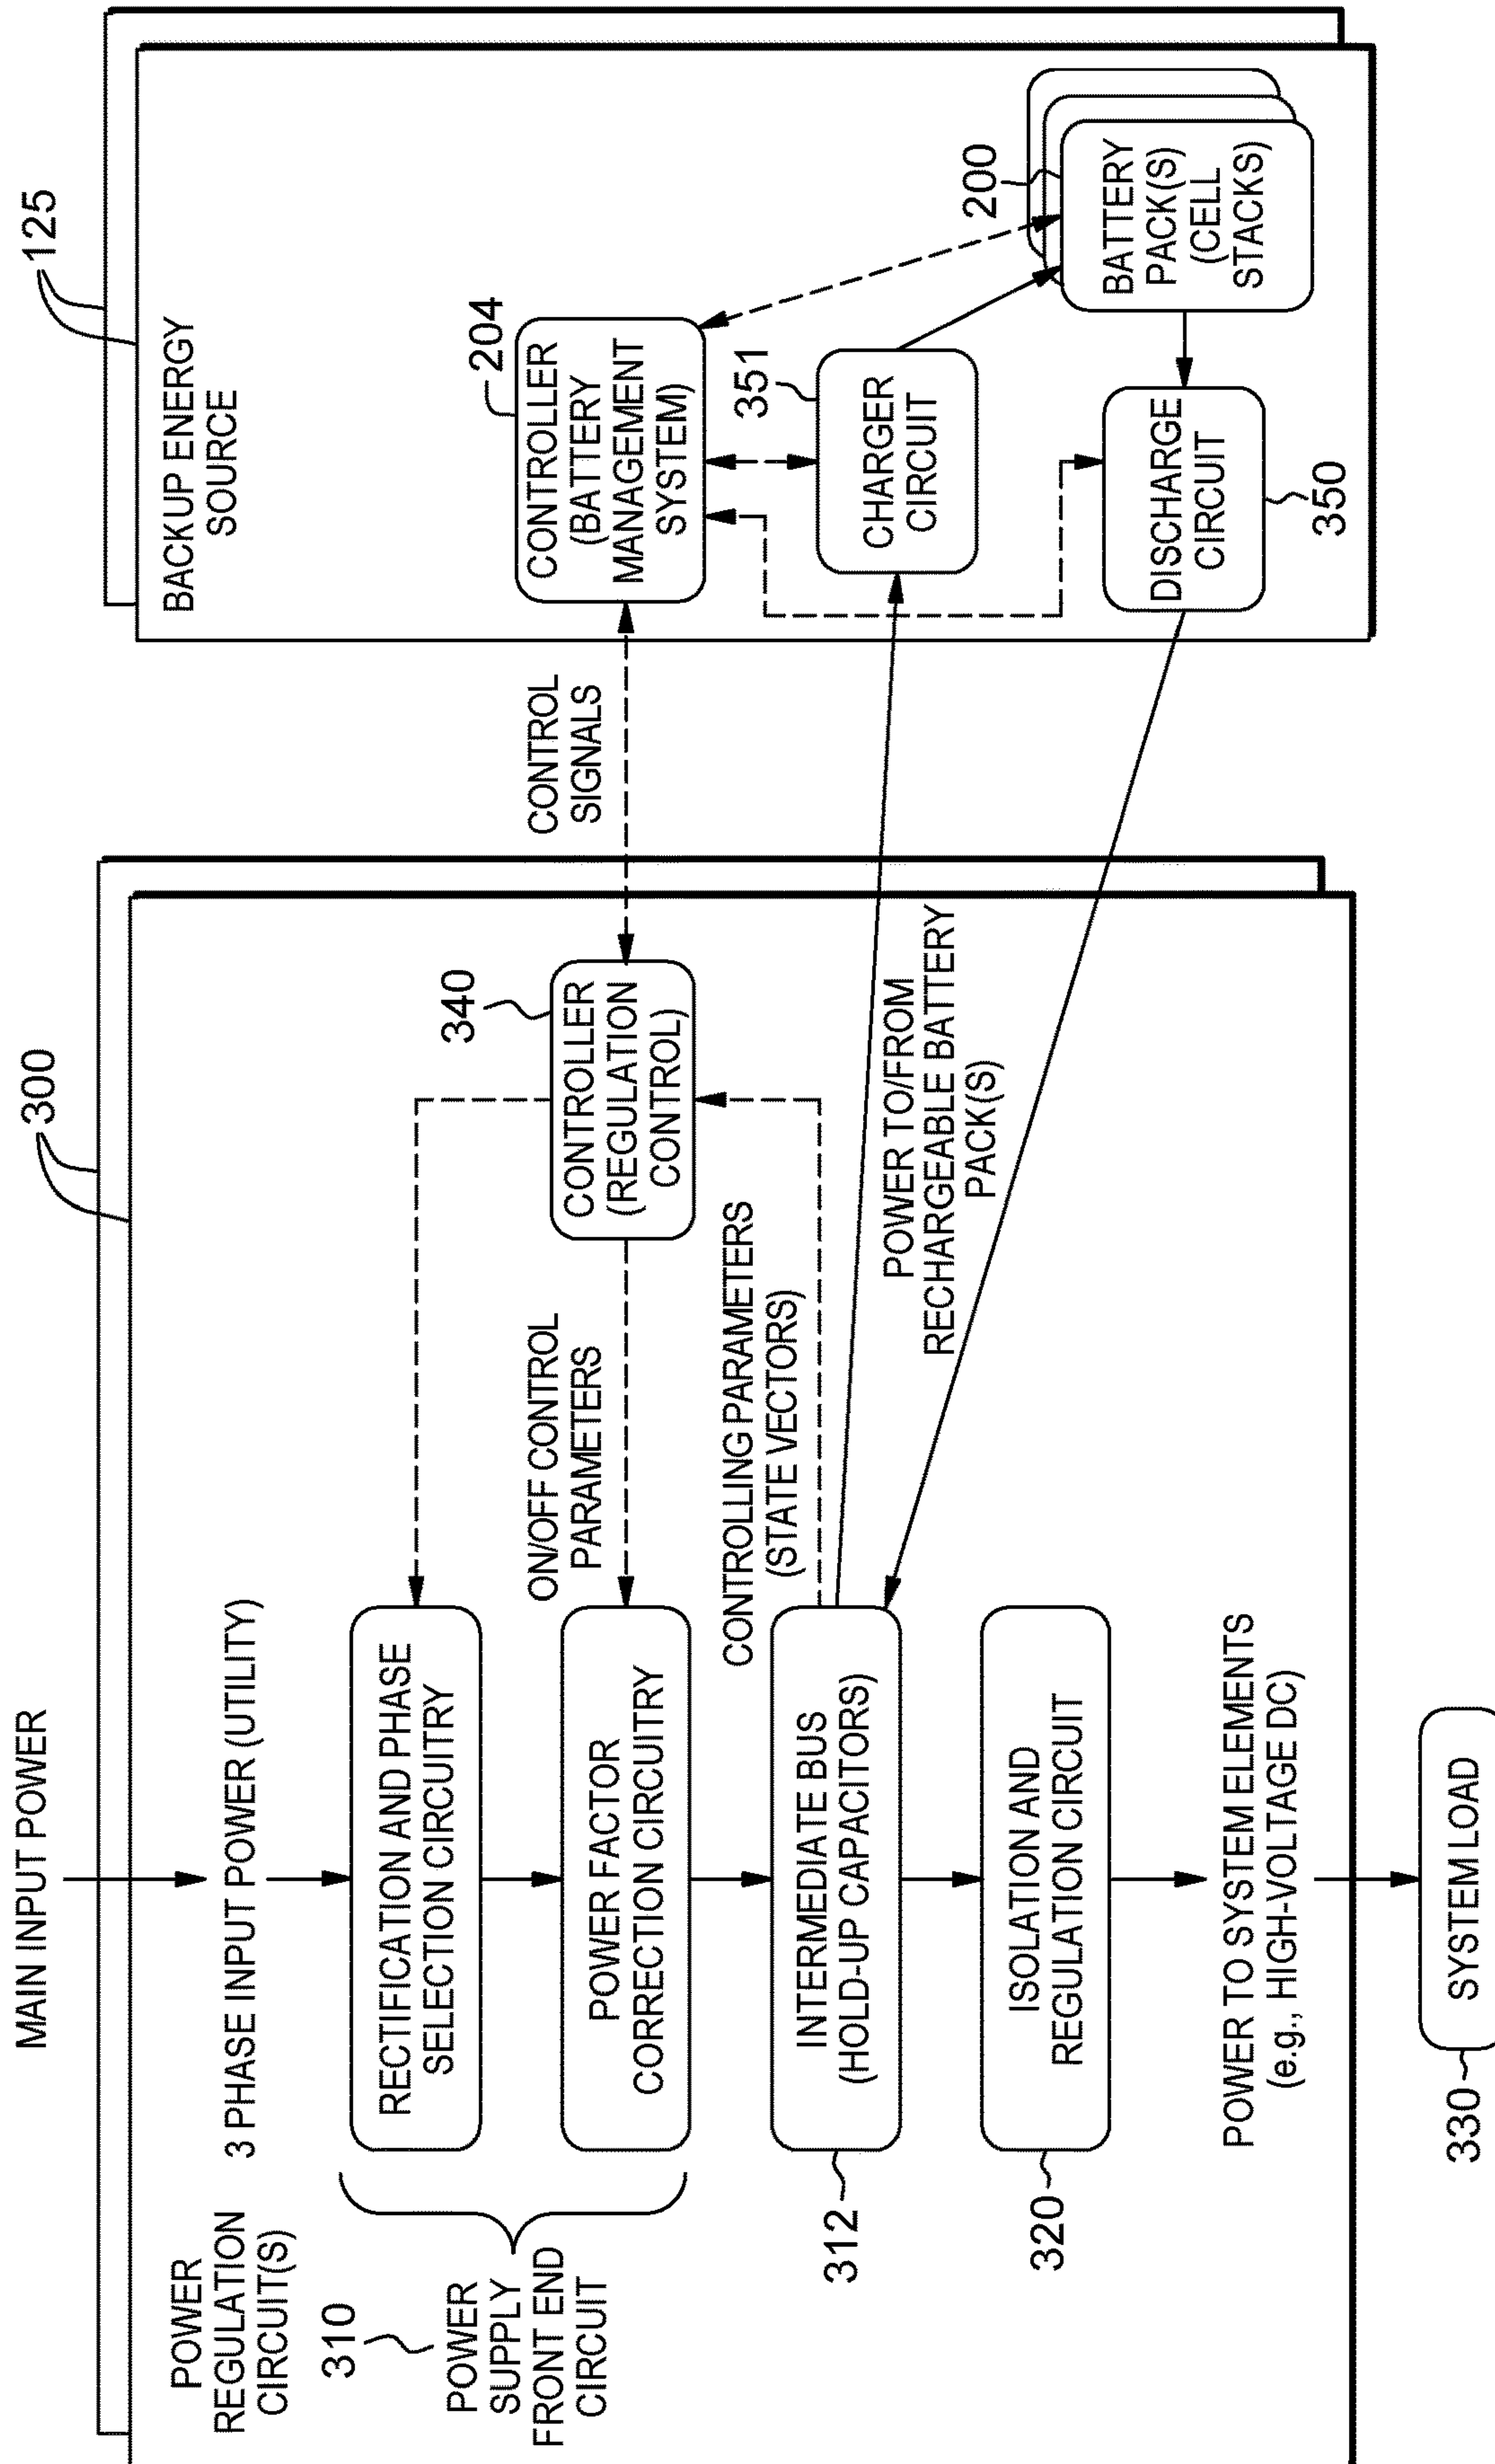 MAIN INPUT POWER
300
POWER
REGULATION
CIRCUIT(S)
3 PHASE INPUT POWER (UTILITY)
310
POWER
SUPPLY
FRONT END
CIRCUIT
RECTIFICATION AND PHASE
SELECTION CIRCUITRY
POWER FACTOR
CORRECTION CIRCUITRY
ON/OFF CONTROL
PARAMETERS
340
CONTROLLER
(REGULATION
CONTROL)
CONTROLLING PARAMETERS
(STATE VECTORS)
312
INTERMEDIATE BUS
(HOLD-UP CAPACITORS)
POWER TO/FROM
RECHARGEABLE BATTERY
PACK(S)
320
ISOLATION AND
REGULATION CIRCUIT
POWER TO SYSTEM ELEMENTS
(e.g., HIGH-VOLTAGE DC)
330
SYSTEM LOAD
CONTROL
SIGNALS
125
BACKUP ENERGY
SOURCE
204
CONTROLLER
(BATTERY
MANAGEMENT
SYSTEM)
351
CHARGER
CIRCUIT
200
BATTERY
PACK(S)
(CELL
STACKS)
DISCHARGE
CIRCUIT
350